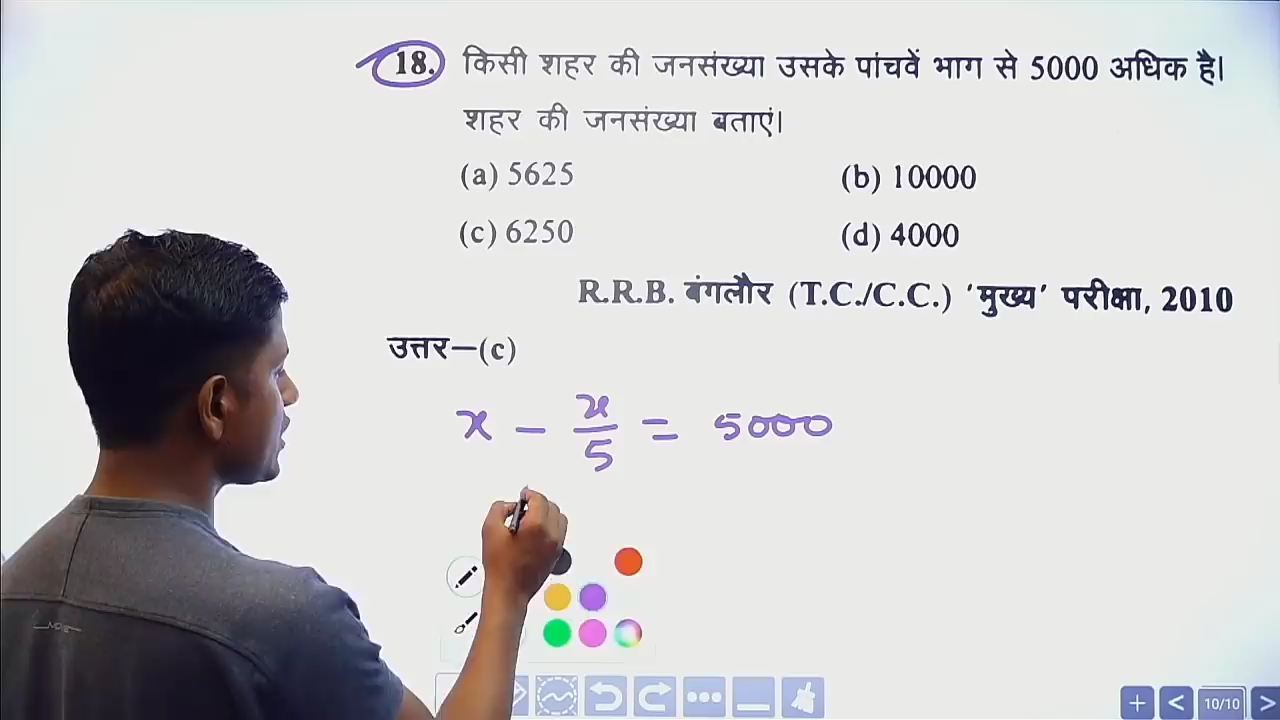 18. किसी शहर की जनसंख्या उसके पांचवें भाग से 5000 अधिक है।
शहर की जनसंख्या बताएं।
(a) 5625 (b) 10000
(c) 6250 (d) 4000
R.R.B. बंगलौर (T.C./C.C.) 'मुख्य' परीक्षा, 2010
उत्तर–(c)
x – x/5 = 5000
10/10